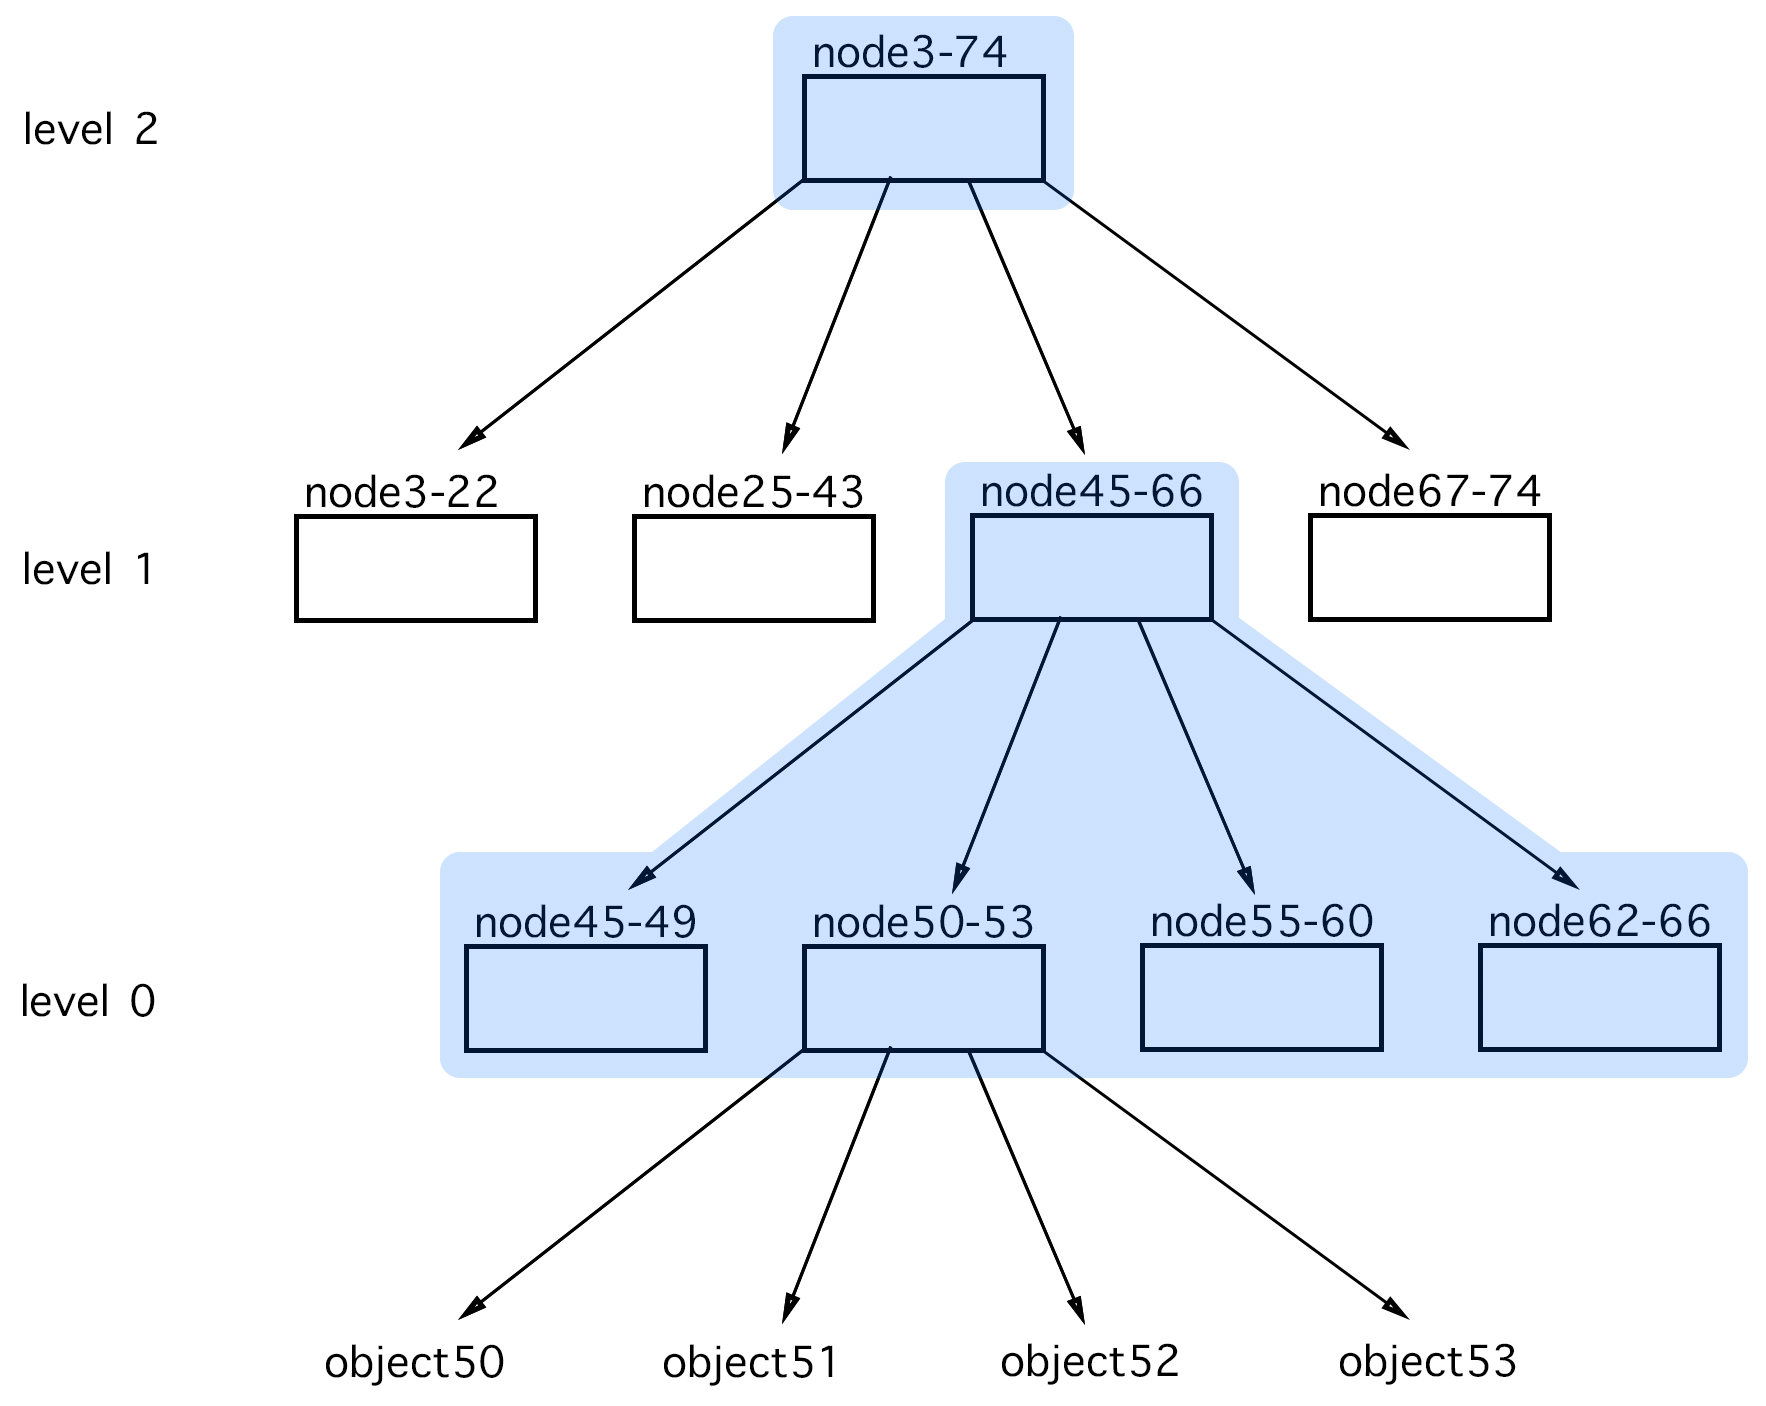 node3-74
level 2
node3-22
node25-43
node45-66
node67-74
level 1
node45-49
node50-53
node55-60
node62-66
level 0
object50
object51
object52
object53